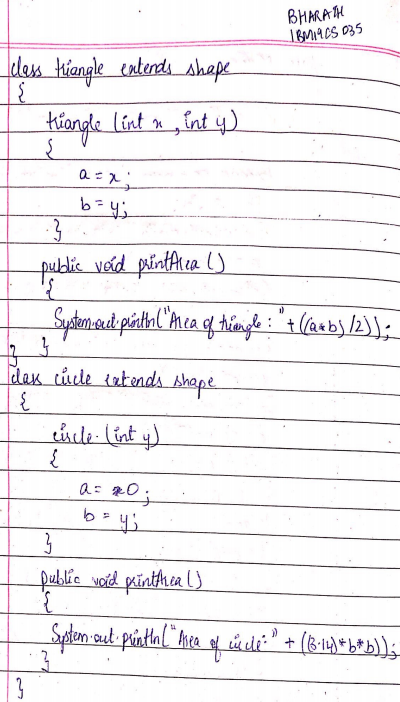 BHARATH
1BM19CS035
class triangle extends shape
{
triangle (int x, int y)
{
a = x;
b = y;
}
public void printArea ()
{
System.out.println("Area of triangle : " + ((a*b)/2));
}
}
class circle extends shape
{
circle (int y)
{
a = 0;
b = y;
}
public void printArea ()
{
System.out.println("Area of circle: " + ((3.14)*b*b));
}
}